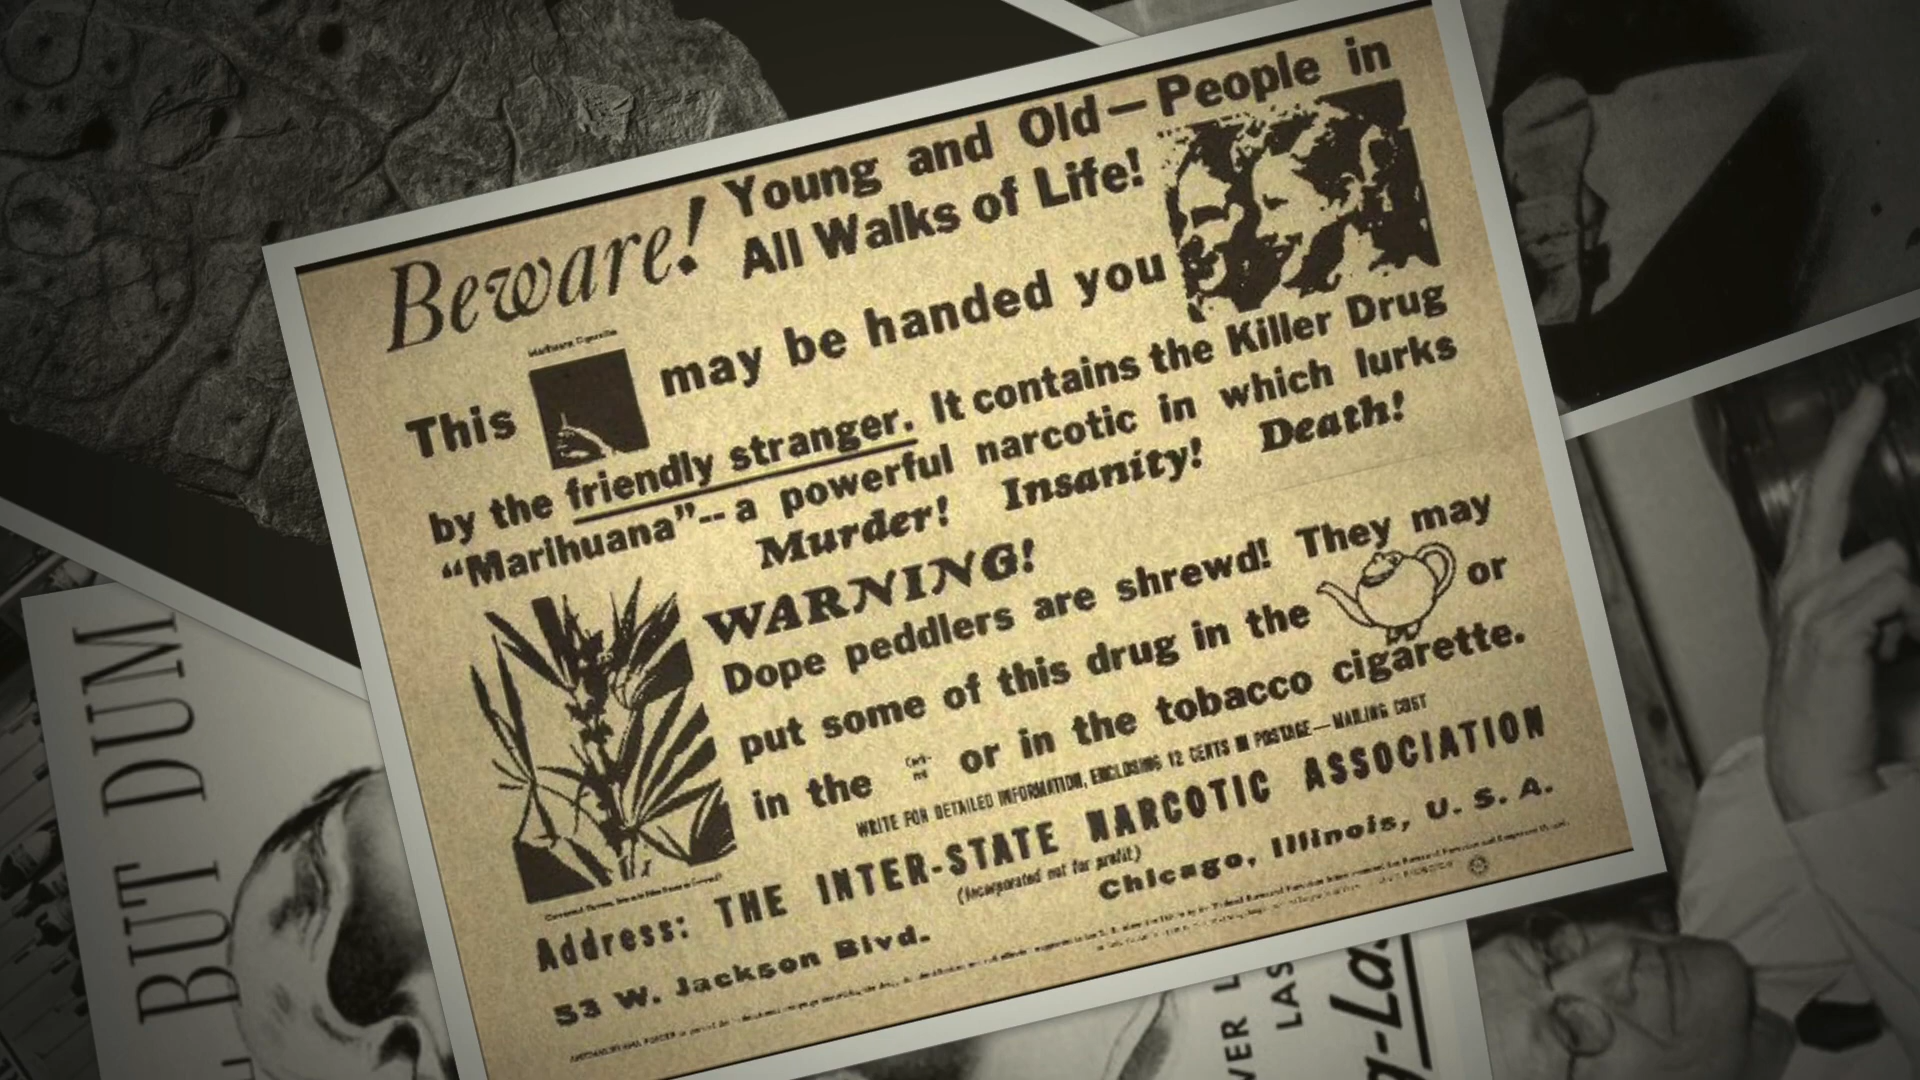 Beware! Young and Old—People in
All Walks of Life!
This may be handed you
by the friendly stranger. It contains the Killer Drug
“Marihuana”--a powerful narcotic in which lurks
Murder! Insanity! Death!
WARNING!
Dope peddlers are shrewd! They may
put some of this drug in the or
in the or in the tobacco cigarette.
WRITE FOR DETAILED INFORMATION, ENCLOSING 12 CENTS IN POSTAGE—MAILING COST
Address: THE INTER-STATE NARCOTIC ASSOCIATION
(Incorporated not for profit)
53 W. Jackson Blvd. Chicago, Illinois, U. S. A.
BUT DUM
VER L
LAS
g-Las